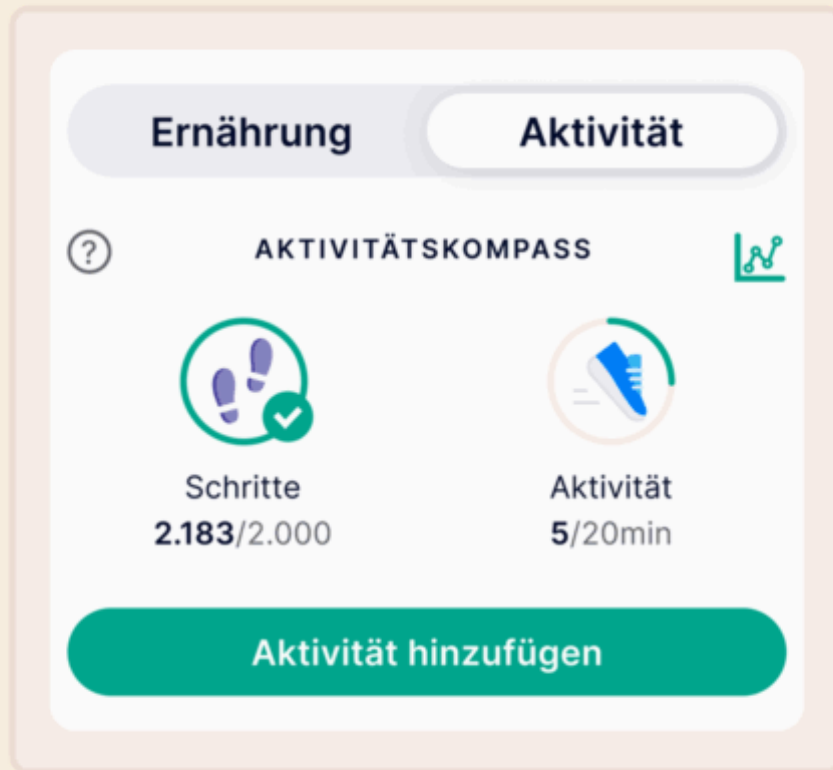 Ernährung Aktivität
?
AKTIVITÄTSKOMPASS
Schritte Aktivität
2.183/2.000 5/20min
Aktivität hinzufügen